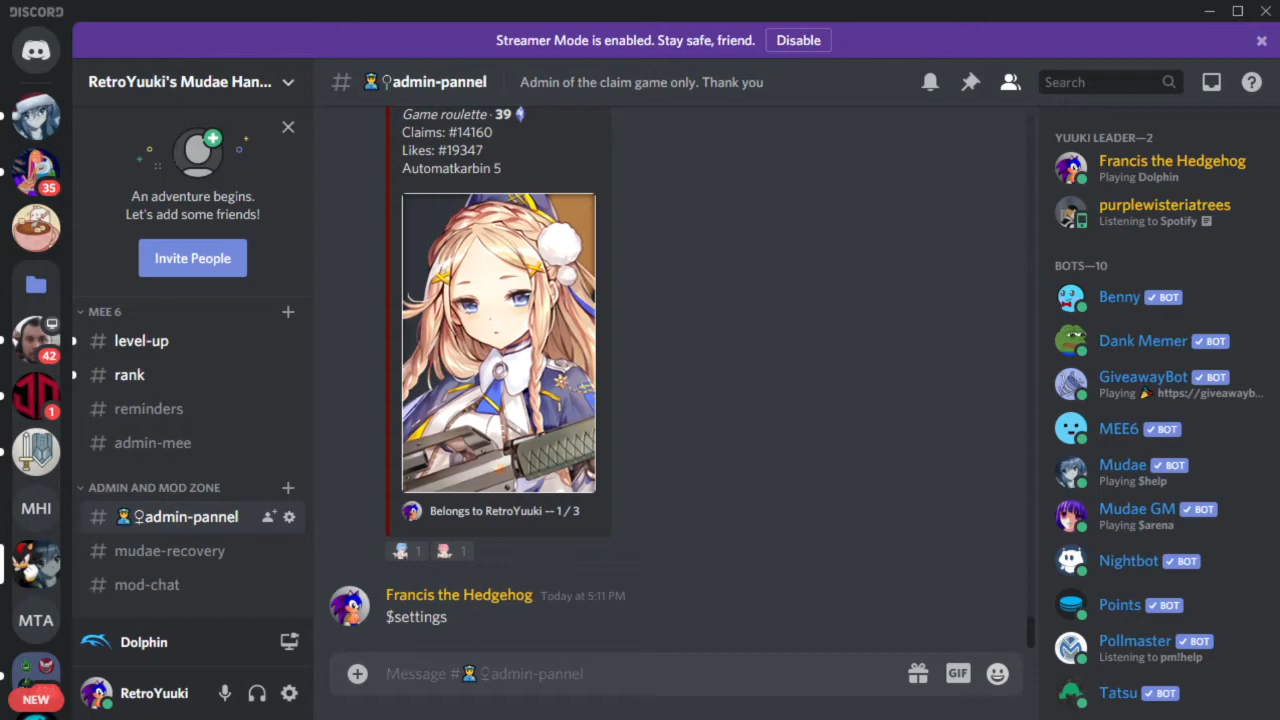 DISCORD
Streamer Mode is enabled. Stay safe, friend.
Disable
35
42
1
MHI
MTA
NEW
RetroYuuki's Mudae Han...
An adventure begins.
Let's add some friends!
Invite People
MEE 6
# level-up
# rank
# reminders
# admin-mee
ADMIN AND MOD ZONE
# 👮♀admin-pannel
# mudae-recovery
# mod-chat
Dolphin
RetroYuuki
# 👮♀admin-pannel
Admin of the claim game only. Thank you
Search
Game roulette · 39
Claims: #14160
Likes: #19347
Automatkarbin 5
Belongs to RetroYuuki -- 1 / 3
1
1
Francis the Hedgehog Today at 5:11 PM
$settings
Message #👮♀admin-pannel
GIF
YUUKI LEADER—2
Francis the Hedgehog
Playing Dolphin
purplewisteriatrees
Listening to Spotify
BOTS—10
Benny ✓ BOT
Dank Memer ✓ BOT
GiveawayBot ✓ BOT
Playing 🎉 https://giveawayb...
MEE6 ✓ BOT
Mudae ✓ BOT
Playing $help
Mudae GM ✓ BOT
Playing $arena
Nightbot ✓ BOT
Points ✓ BOT
Pollmaster ✓ BOT
Listening to pm!help
Tatsu ✓ BOT